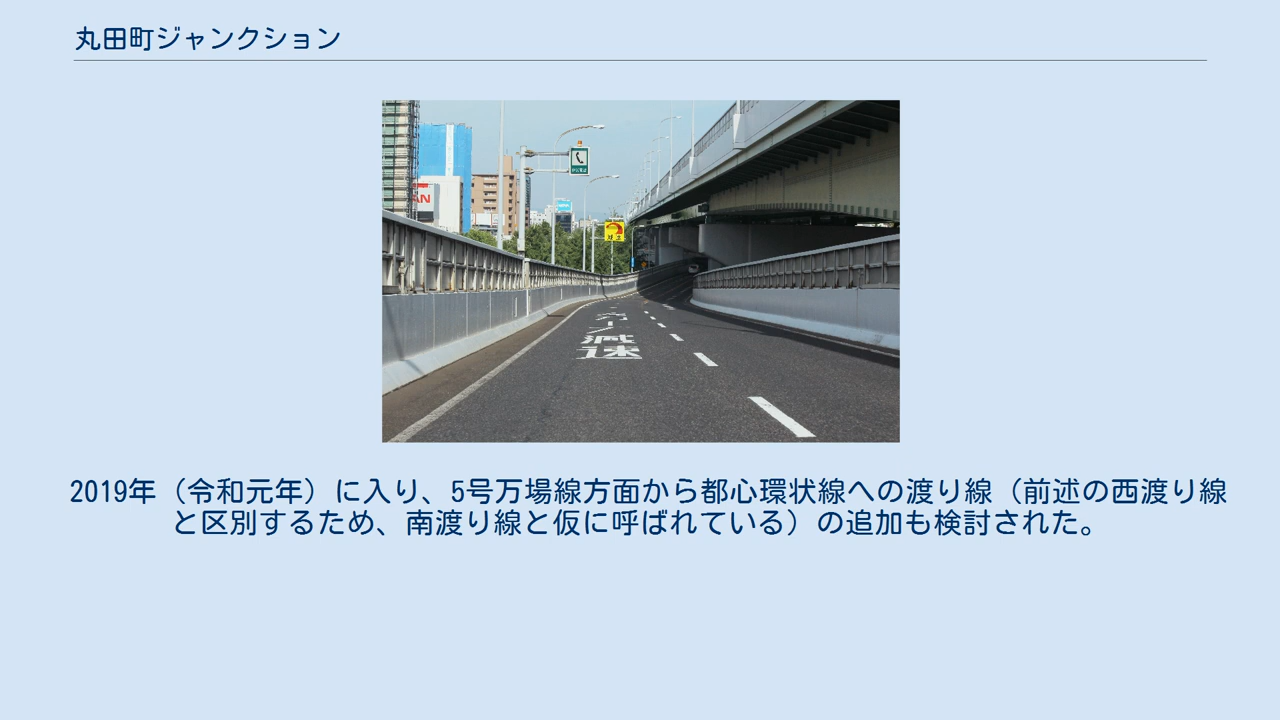 丸田町ジャンクション
AN
減速
2019年（令和元年）に入り、5号万場線方面から都心環状線への渡り線（前述の西渡り線
と区別するため、南渡り線と仮に呼ばれている）の追加も検討された。